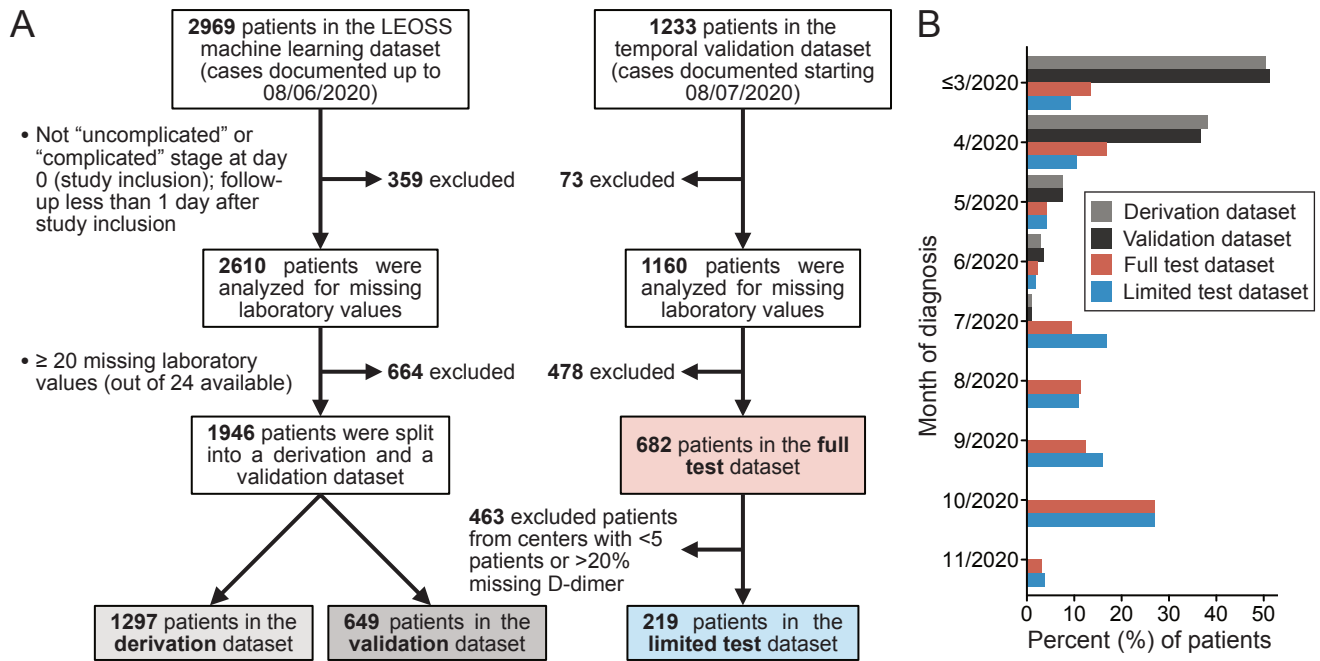 A
2969 patients in the LEOSS
machine learning dataset
(cases documented up to
08/06/2020)
1233 patients in the
temporal validation dataset
(cases documented starting
08/07/2020)
• Not “uncomplicated” or
“complicated” stage at day
0 (study inclusion); follow-
up less than 1 day after
study inclusion
359 excluded
73 excluded
2610 patients were
analyzed for missing
laboratory values
1160 patients were
analyzed for missing
laboratory values
• ≥ 20 missing laboratory
values (out of 24 available)
664 excluded
478 excluded
1946 patients were split
into a derivation and a
validation dataset
682 patients in the full
test dataset
463 excluded patients
from centers with <5
patients or >20%
missing D-dimer
1297 patients in the
derivation dataset
649 patients in the
validation dataset
219 patients in the
limited test dataset
B
Month of diagnosis
≤3/2020
4/2020
5/2020
6/2020
7/2020
8/2020
9/2020
10/2020
11/2020
Derivation dataset
Validation dataset
Full test dataset
Limited test dataset
0 10 20 30 40 50
Percent (%) of patients